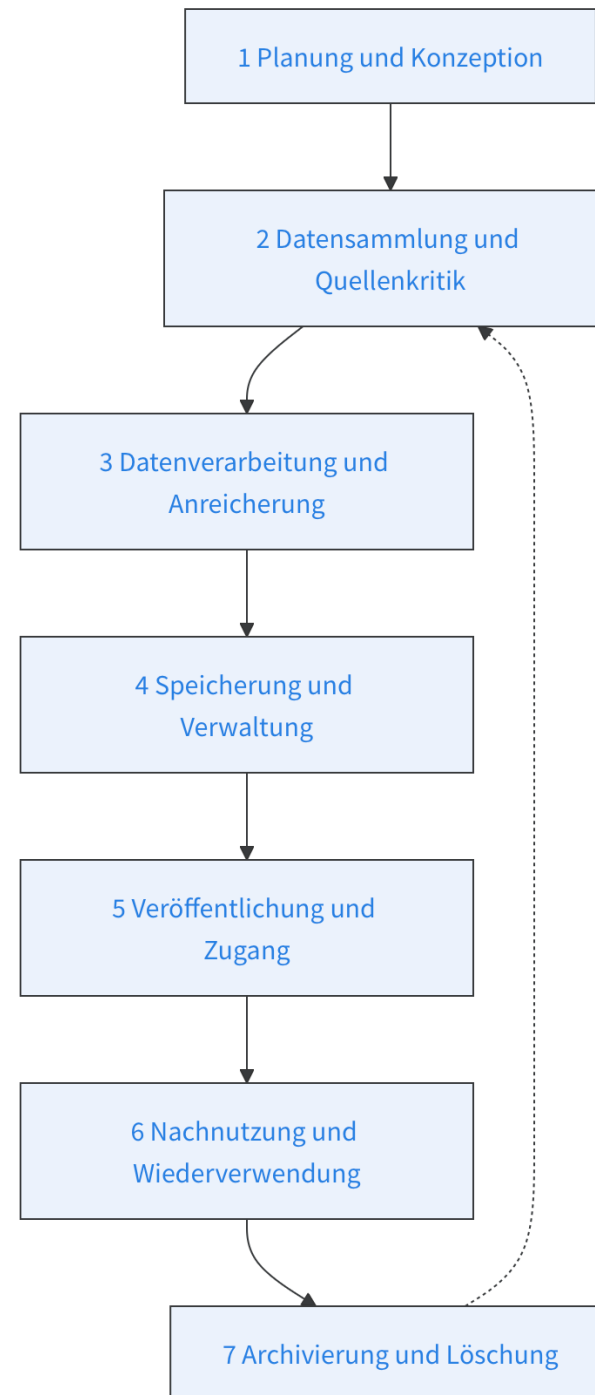 1 Planung und Konzeption
2 Datensammlung und
Quellenkritik
3 Datenverarbeitung und
Anreicherung
4 Speicherung und
Verwaltung
5 Veröffentlichung und
Zugang
6 Nachnutzung und
Wiederverwendung
7 Archivierung und Löschung